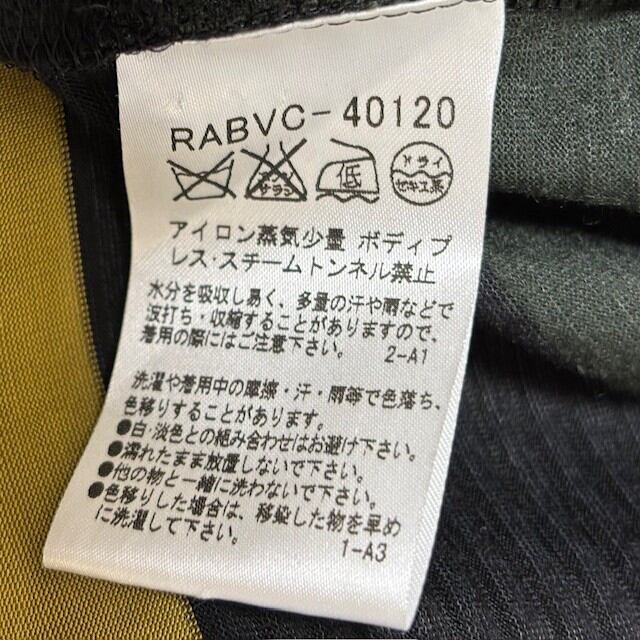 RABVC-40120
エンソサラシ
低
ドライ
セキユ系
アイロン蒸気少量 ボディプ
レス・スチームトンネル禁止
水分を吸収し易く、多量の汗や雨などで
波打ち・収縮することがありますので、
着用の際にはご注意下さい。 2-A1
洗濯や着用中の摩擦・汗・雨等で色落ち、
色移りすることがあります。
●白・淡色との組み合わせはお避け下さい。
●濡れたまま放置しないで下さい。
●他の物と一緒に洗わないで下さい。
●色移りした場合は、移染した物を早め
に洗濯して下さい。 1-A3